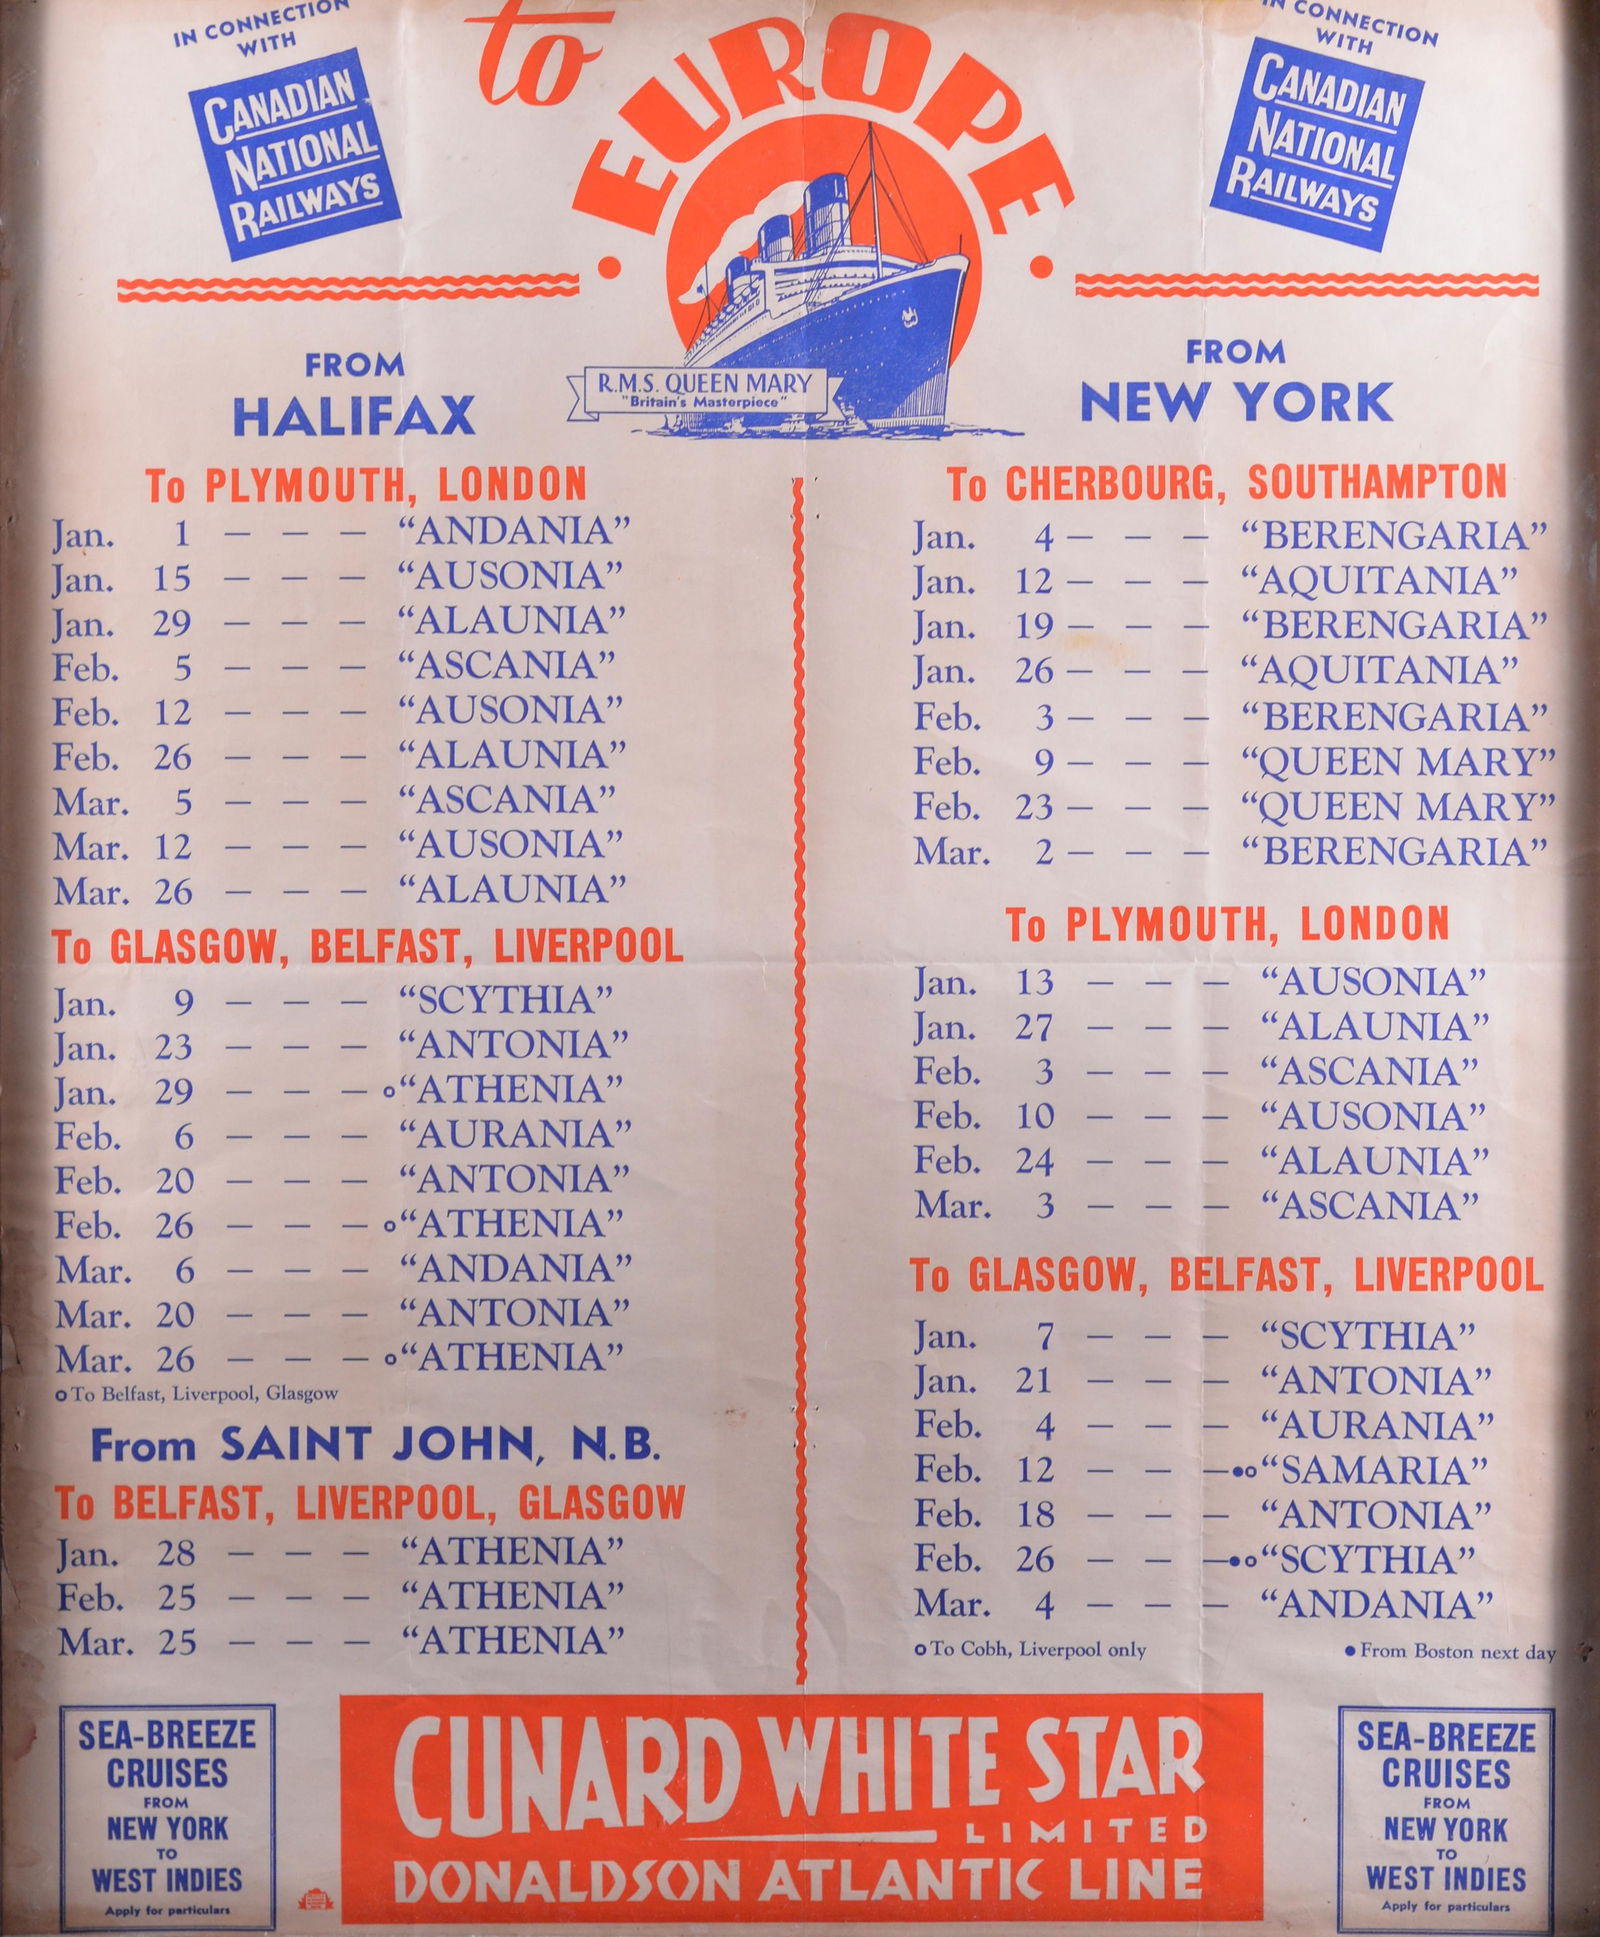 IN CONNECTION
WITH
CANADIAN
NATIONAL
RAILWAYS
to
• EUROPE •
IN CONNECTION
WITH
CANADIAN
NATIONAL
RAILWAYS
R.M.S. QUEEN MARY
"Britain's Masterpiece"
FROM
HALIFAX
To PLYMOUTH, LONDON
Jan. 1 — — — “ANDANIA”
Jan. 15 — — — “AUSONIA”
Jan. 29 — — — “ALAUNIA”
Feb. 5 — — — “ASCANIA”
Feb. 12 — — — “AUSONIA”
Feb. 26 — — — “ALAUNIA”
Mar. 5 — — — “ASCANIA”
Mar. 12 — — — “AUSONIA”
Mar. 26 — — — “ALAUNIA”
To GLASGOW, BELFAST, LIVERPOOL
Jan. 9 — — — “SCYTHIA”
Jan. 23 — — — “ANTONIA”
Jan. 29 — — — o“ATHENIA”
Feb. 6 — — — “AURANIA”
Feb. 20 — — — “ANTONIA”
Feb. 26 — — — o“ATHENIA”
Mar. 6 — — — “ANDANIA”
Mar. 20 — — — “ANTONIA”
Mar. 26 — — — o“ATHENIA”
o To Belfast, Liverpool, Glasgow
From SAINT JOHN, N.B.
To BELFAST, LIVERPOOL, GLASGOW
Jan. 28 — — — “ATHENIA”
Feb. 25 — — — “ATHENIA”
Mar. 25 — — — “ATHENIA”
FROM
NEW YORK
To CHERBOURG, SOUTHAMPTON
Jan. 4 — — — “BERENGARIA”
Jan. 12 — — — “AQUITANIA”
Jan. 19 — — — “BERENGARIA”
Jan. 26 — — — “AQUITANIA”
Feb. 3 — — — “BERENGARIA”
Feb. 9 — — — “QUEEN MARY”
Feb. 23 — — — “QUEEN MARY”
Mar. 2 — — — “BERENGARIA”
To PLYMOUTH, LONDON
Jan. 13 — — — “AUSONIA”
Jan. 27 — — — “ALAUNIA”
Feb. 3 — — — “ASCANIA”
Feb. 10 — — — “AUSONIA”
Feb. 24 — — — “ALAUNIA”
Mar. 3 — — — “ASCANIA”
To GLASGOW, BELFAST, LIVERPOOL
Jan. 7 — — — “SCYTHIA”
Jan. 21 — — — “ANTONIA”
Feb. 4 — — — “AURANIA”
Feb. 12 — — —•o“SAMARIA”
Feb. 18 — — — “ANTONIA”
Feb. 26 — — —•o“SCYTHIA”
Mar. 4 — — — “ANDANIA”
o To Cobh, Liverpool only • From Boston next day
SEA-BREEZE
CRUISES
FROM
NEW YORK
TO
WEST INDIES
Apply for particulars
CUNARD WHITE STAR
LIMITED
DONALDSON ATLANTIC LINE
SEA-BREEZE
CRUISES
FROM
NEW YORK
TO
WEST INDIES
Apply for particulars